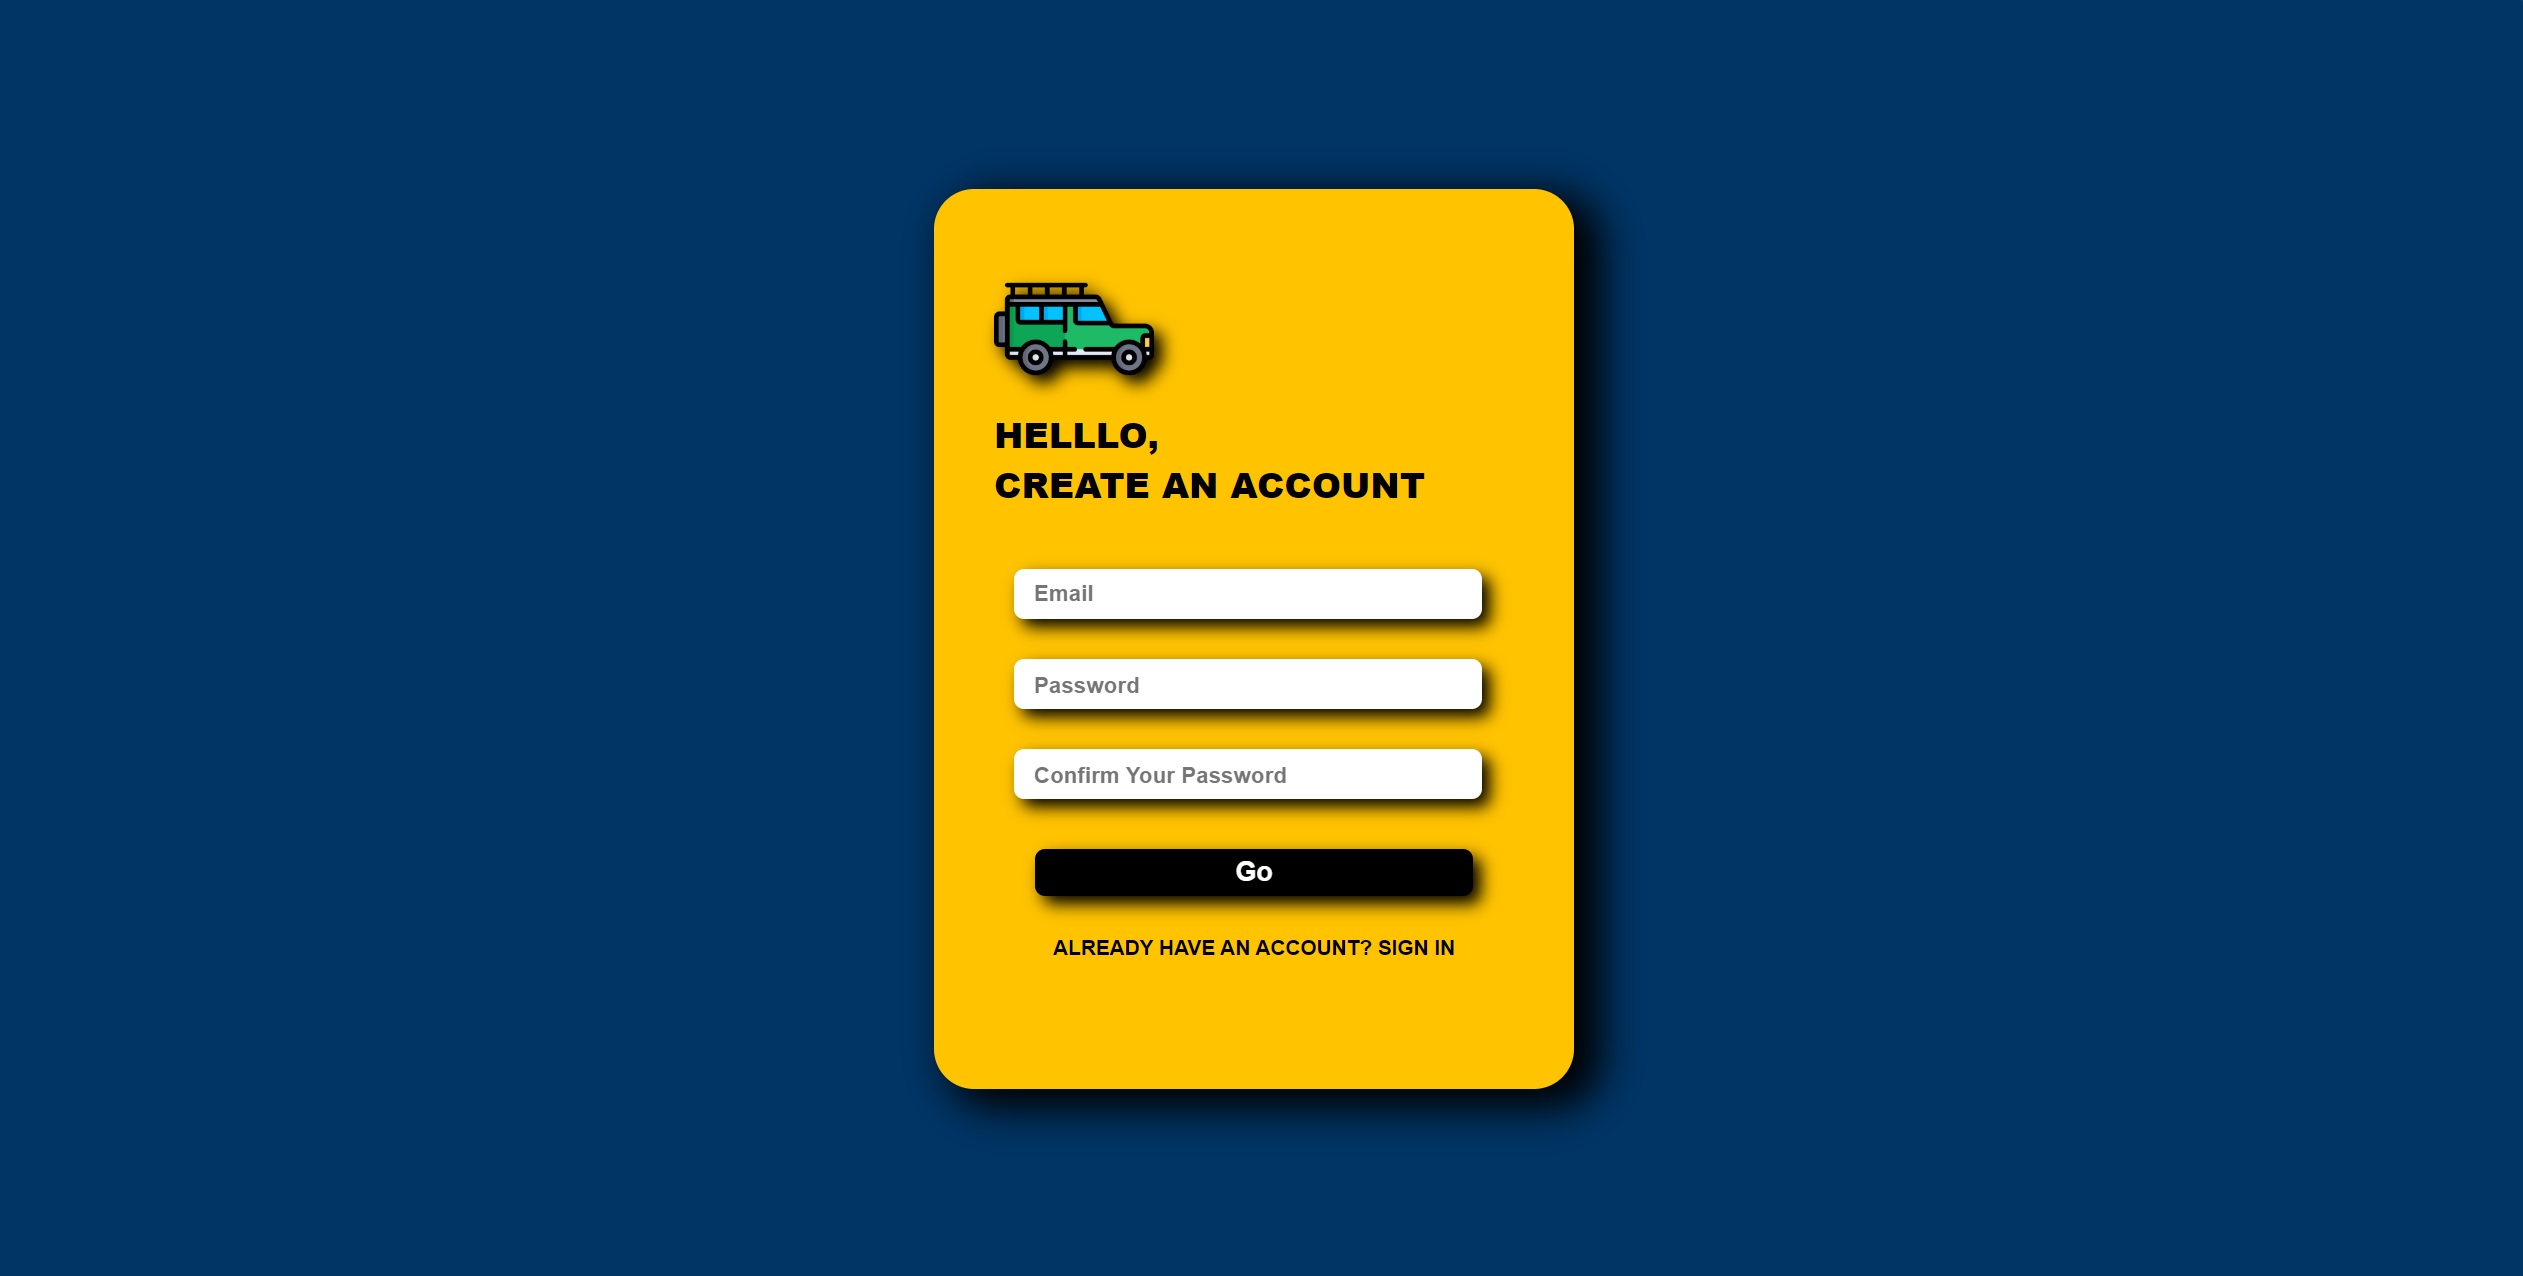 HELLLO,
CREATE AN ACCOUNT
Email
Password
Confirm Your Password
Go
ALREADY HAVE AN ACCOUNT? SIGN IN